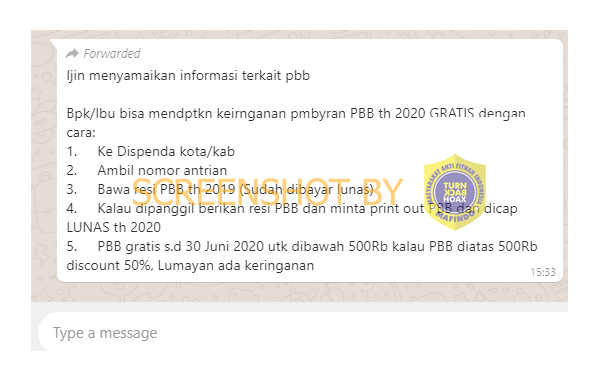 Forwarded
Ijin menyamaikan informasi terkait pbb
Bpk/Ibu bisa mendptkn keirnganan pmbyran PBB th 2020 GRATIS dengan
cara:
1. Ke Dispenda kota/kab
2. Ambil nomor antrian
3. Bawa resi PBB th 2019 (Sudah dibayar lunas)
4. Kalau dipanggil berikan resi PBB dan minta print out PBB dan dicap
LUNAS th 2020
5. PBB gratis s.d 30 Juni 2020 utk dibawah 500Rb kalau PBB diatas 500Rb
discount 50%, Lumayan ada keringanan
15:33
SCREENSHOT BY
MASYARAKAT ANTI FITNAH INDONESIA
TURN
BACK
HOAX
MAFINDO
Type a message